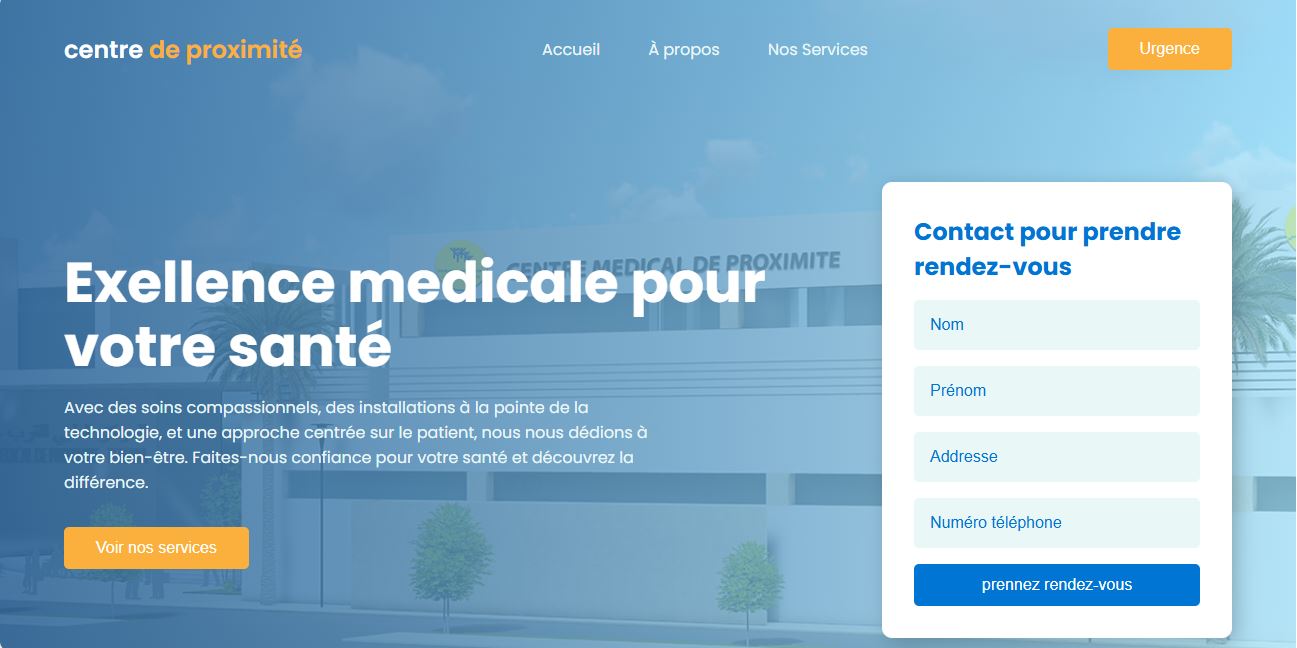 centre de proximité
Accueil
À propos
Nos Services
Urgence
CENTRE MEDICAL DE PROXIMITE
Exellence medicale pour
votre santé
Avec des soins compassionnels, des installations à la pointe de la
technologie, et une approche centrée sur le patient, nous nous dédions à
votre bien-être. Faites-nous confiance pour votre santé et découvrez la
différence.
Voir nos services
Contact pour prendre
rendez-vous
Nom
Prénom
Addresse
Numéro téléphone
prennez rendez-vous